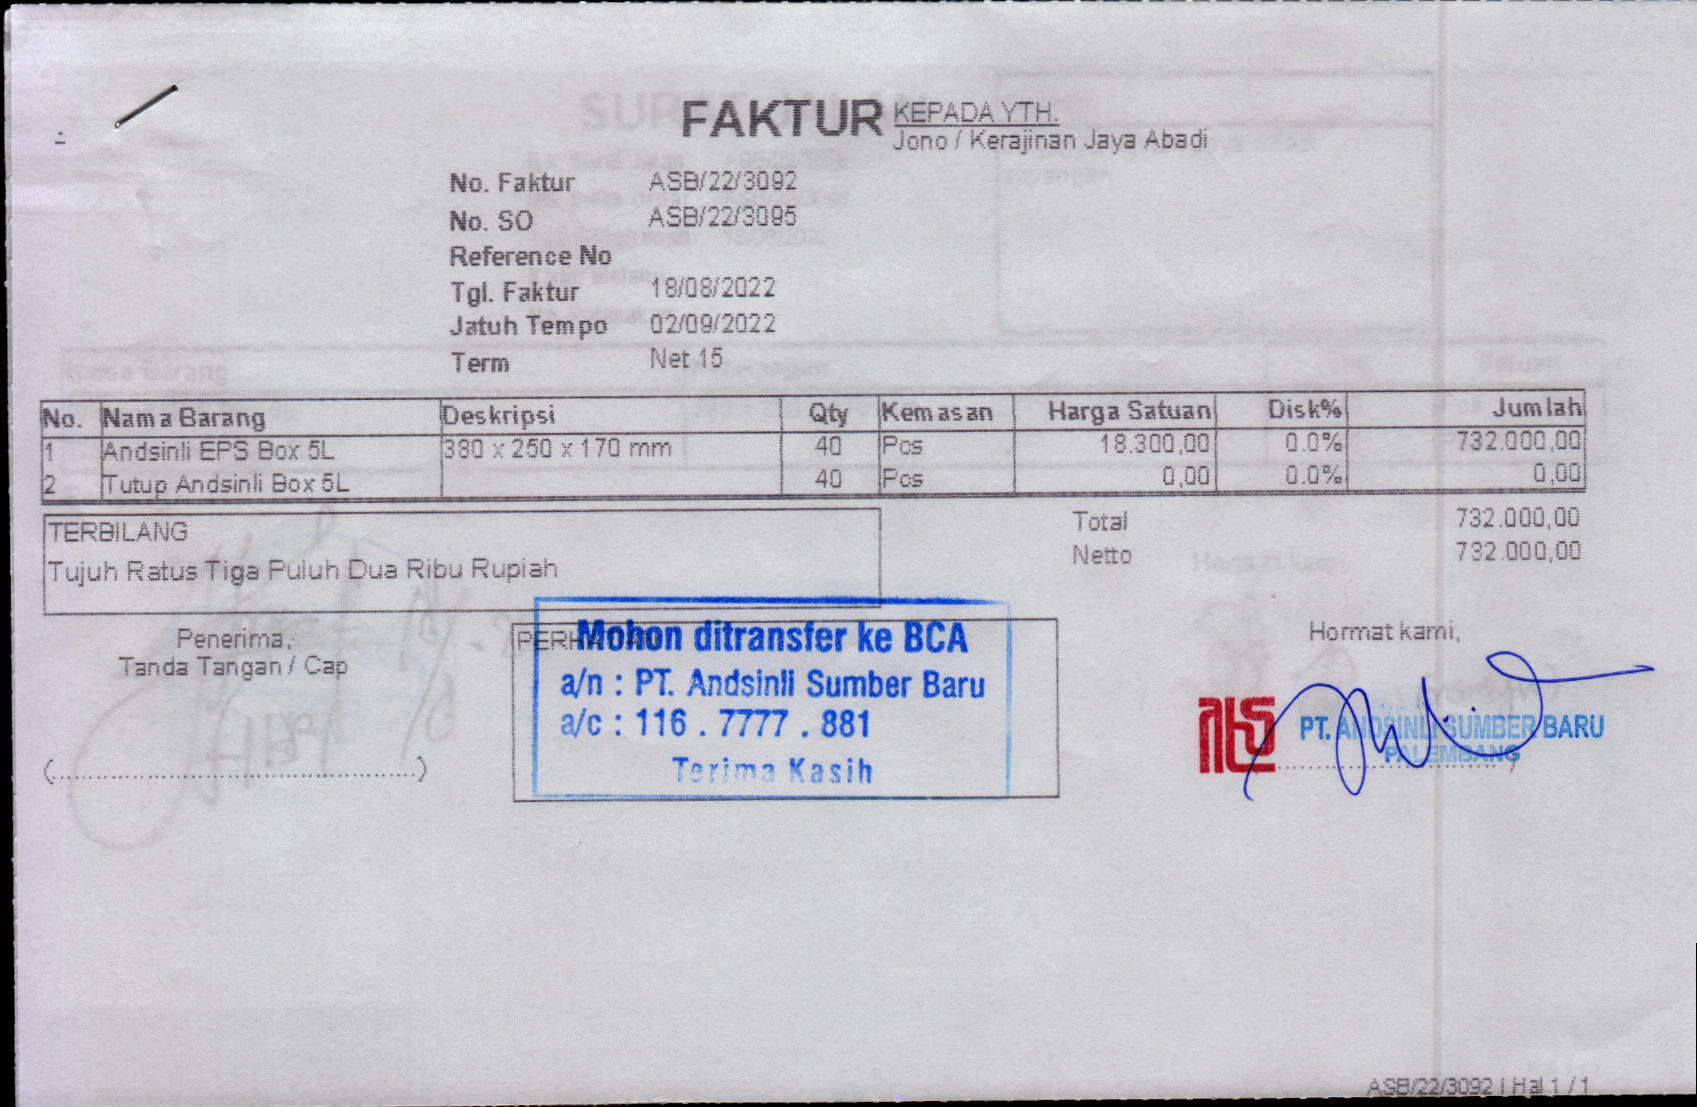 FAKTUR
KEPADA YTH.
Jono / Kerajinan Jaya Abadi
No. Faktur ASB/22/3092
No. SO ASB/22/3095
Reference No
Tgl. Faktur 18/08/2022
Jatuh Tempo 02/09/2022
Term Net 15
No. Nama Barang Deskripsi Qty Kemasan Harga Satuan Disk% Jumlah
1 Andsinli EPS Box 5L 380 x 250 x 170 mm 40 Pcs 18.300,00 0.0% 732.000,00
2 Tutup Andsinli Box 5L 40 Pcs 0,00 0.0% 0,00
TERBILANG
Tujuh Ratus Tiga Puluh Dua Ribu Rupiah
Total 732.000,00
Netto 732.000,00
Penerima,
Tanda Tangan / Cap
(................................................)
Mohon ditransfer ke BCA
a/n : PT. Andsinli Sumber Baru
a/c : 116 . 7777 . 881
Terima Kasih
Hormat kami,
PT. ANDSINLI SUMBER BARU
PALEMBANG
ASB/22/3092 | Hal 1 / 1